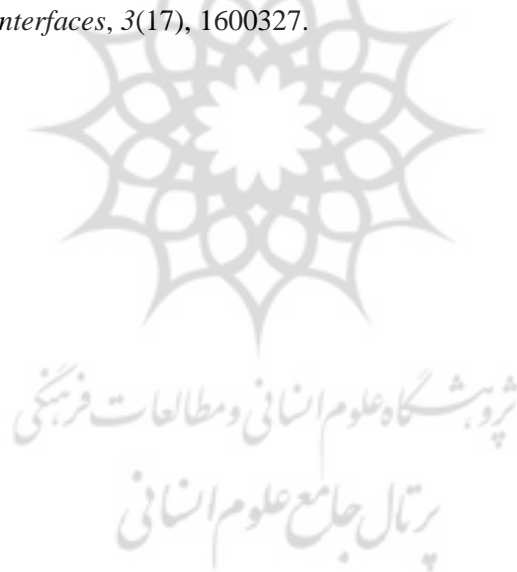 nterfaces, 3(17), 1600327.
پژوهشگاه علوم انسانی و مطالعات فرهنگی
پرتال جامع علوم انسانی